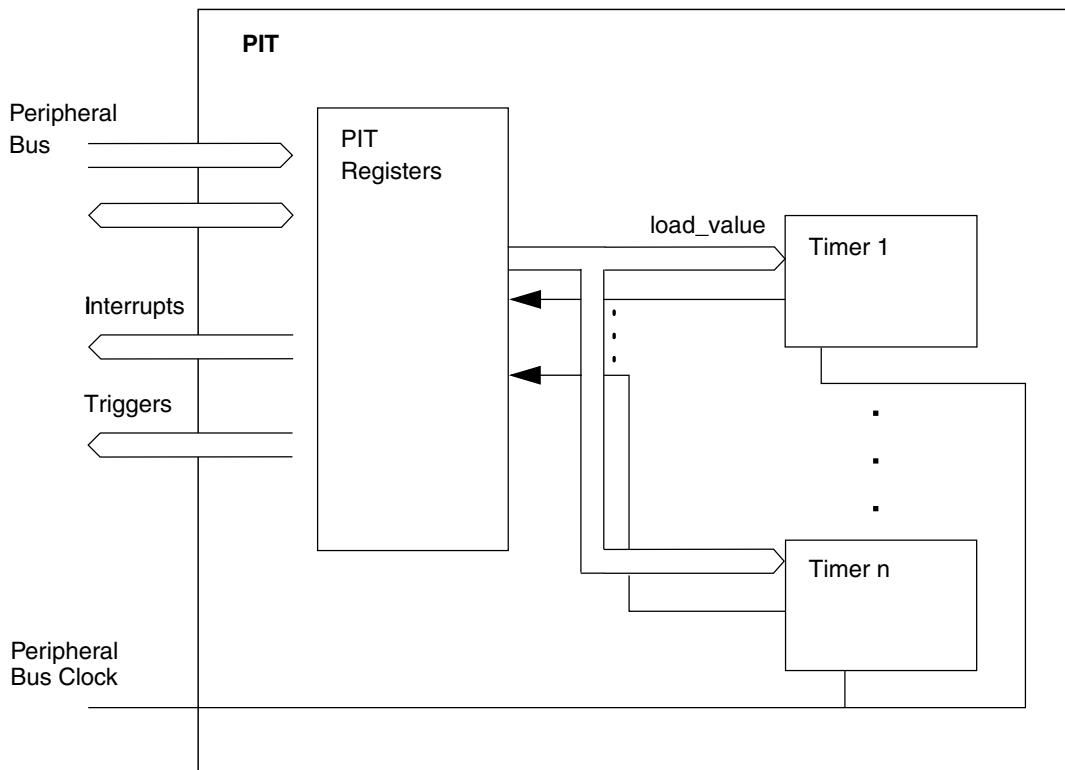 PIT
Peripheral
Bus
PIT
Registers
load_value
Timer 1
Interrupts
Triggers
Timer n
Peripheral
Bus Clock